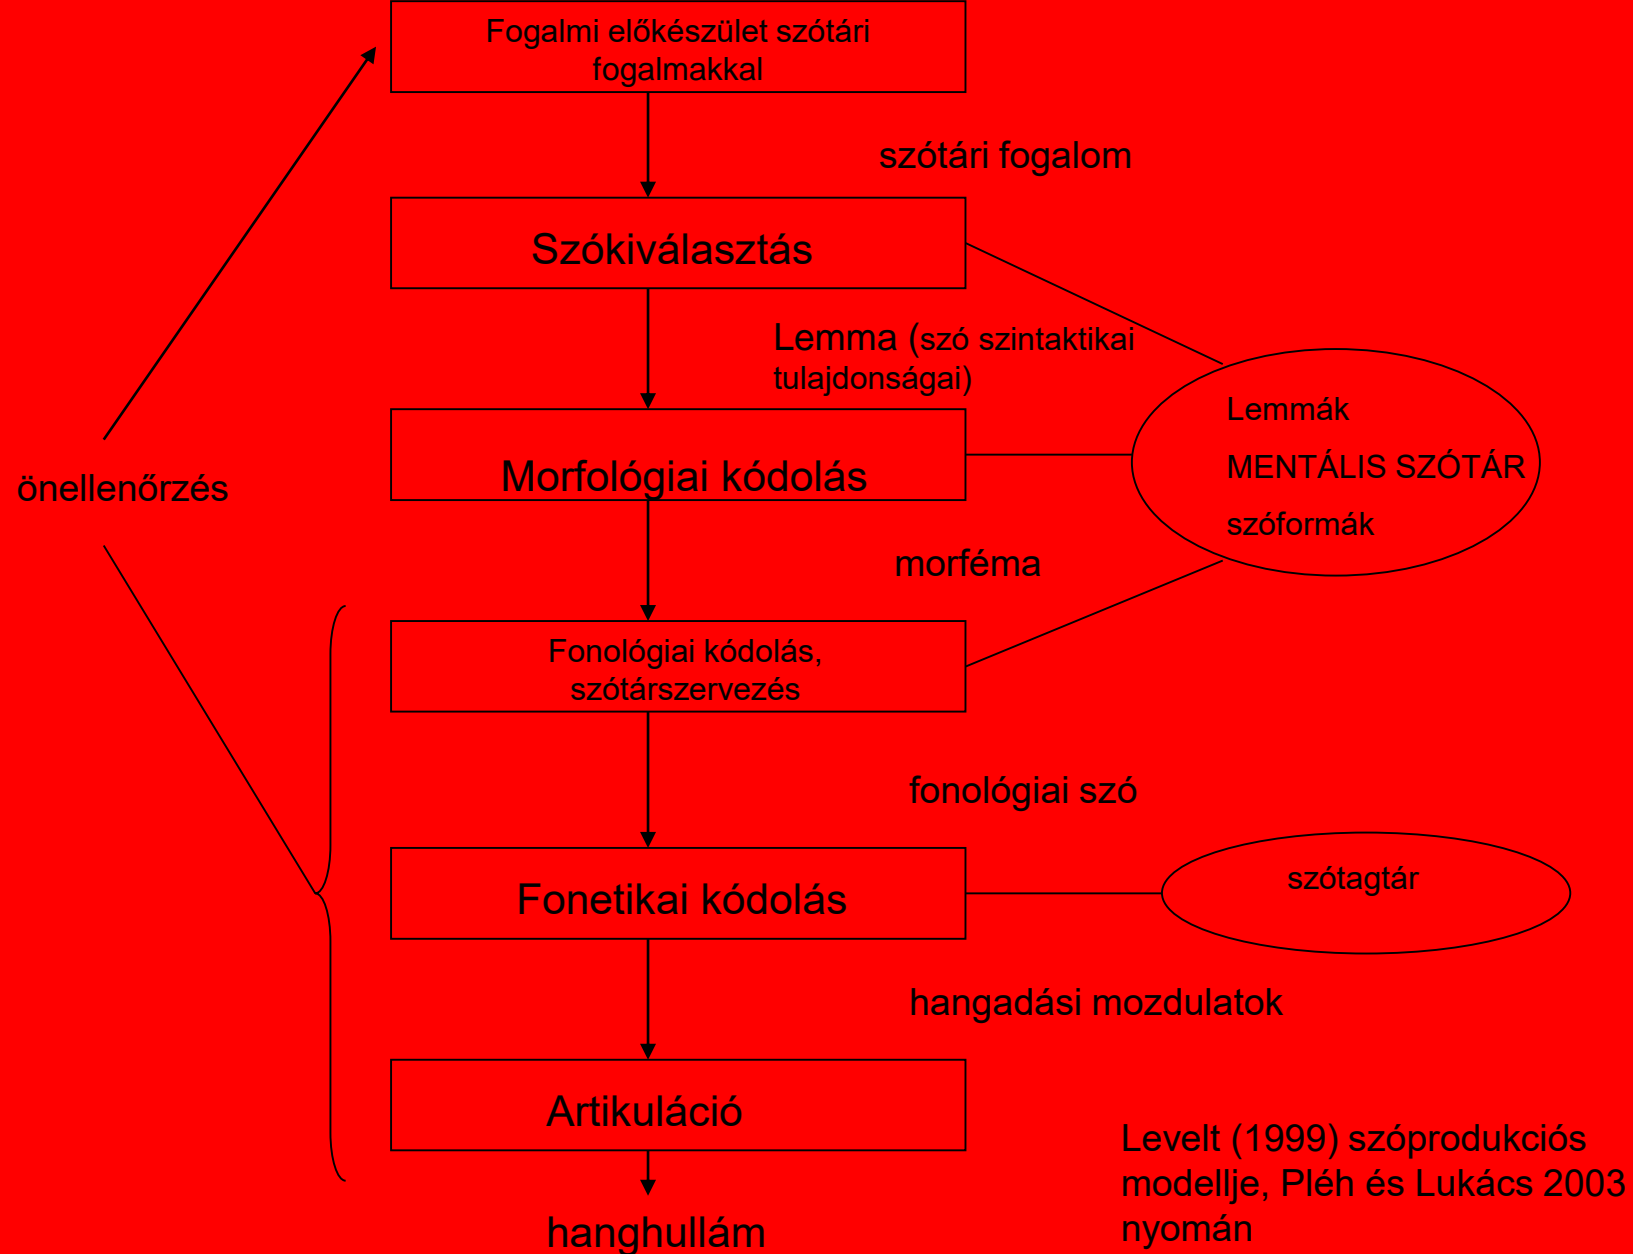 Fogalmi előkészület szótári
fogalmakkal
szótári fogalom
Szókiválasztás
Lemma (szó szintaktikai
tulajdonságai)
Lemmák
MENTÁLIS SZÓTÁR
szóformák
Morfológiai kódolás
önellenőrzés
morféma
Fonológiai kódolás,
szótárszervezés
fonológiai szó
Fonetikai kódolás
szótagtár
hangadási mozdulatok
Artikuláció
Levelt (1999) szóprodukciós
modellje, Pléh és Lukács 2003
nyomán
hanghullám